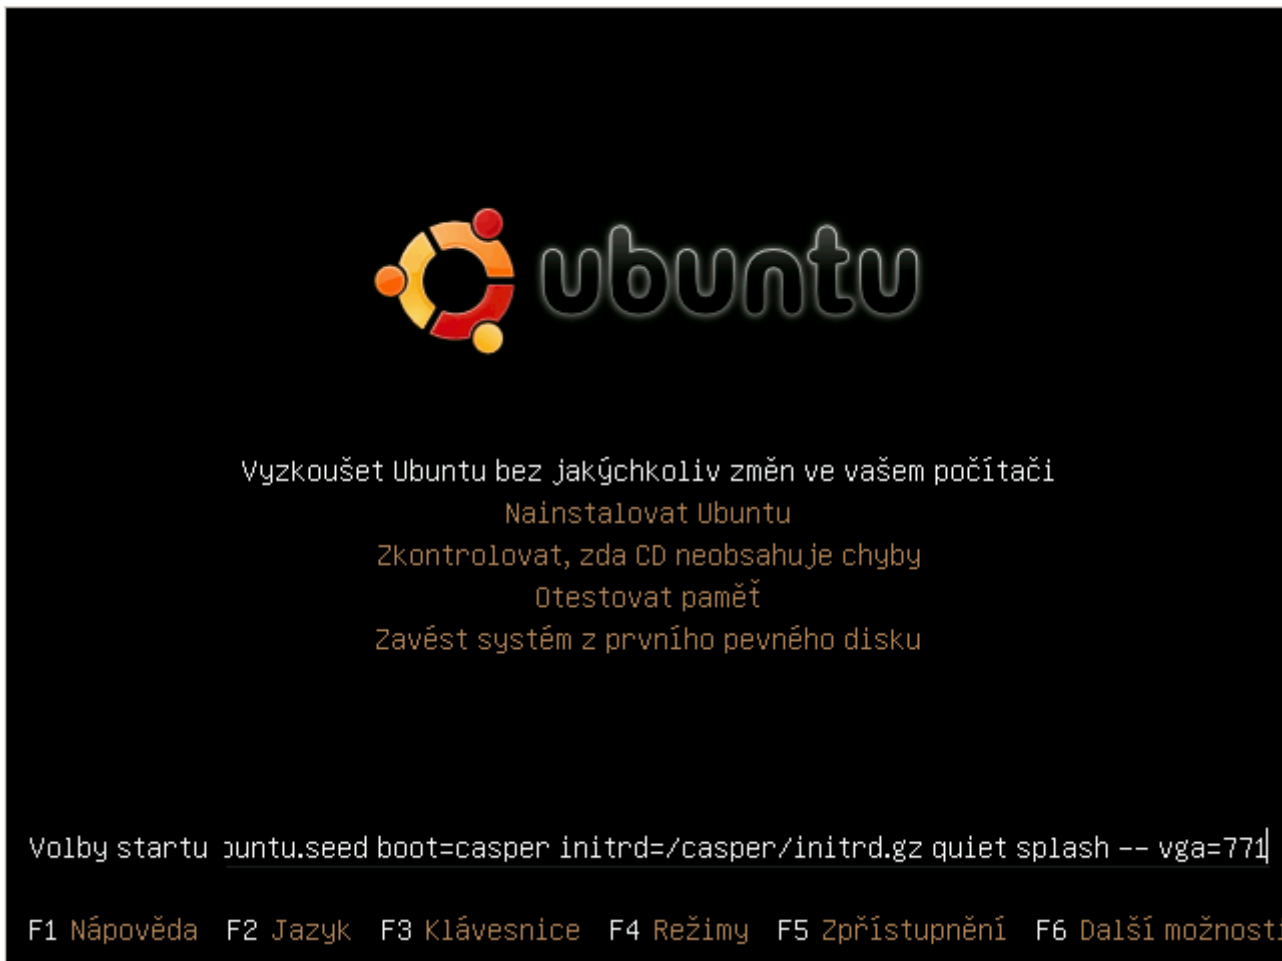 ubuntu
Vyzkoušet Ubuntu bez jakýchkoliv změn ve vašem počítači
Nainstalovat Ubuntu
Zkontrolovat, zda CD neobsahuje chyby
Otestovat paměť
Zavést systém z prvního pevného disku
Volby startu buntu.seed boot=casper initrd=/casper/initrd.gz quiet splash -- vga=771
F1 Nápověda F2 Jazyk F3 Klávesnice F4 Režimy F5 Zpřístupnění F6 Další možnosti